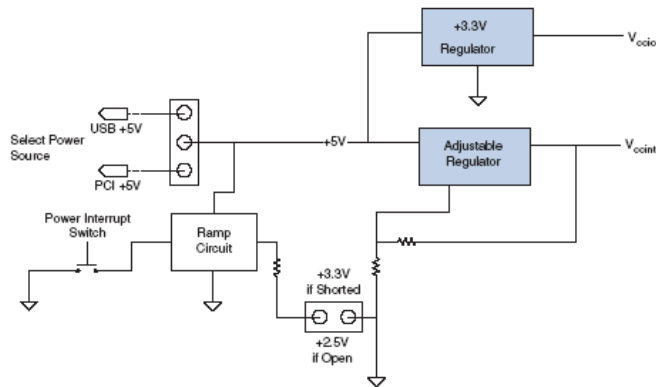 +3.3V
Regulator
Vccio
USB +5V
Select Power
Source
+5V
Adjustable
Regulator
Vccint
PCI +5V
Power Interrupt
Switch
Ramp
Circuit
+3.3V
if Shorted
+2.5V
if Open